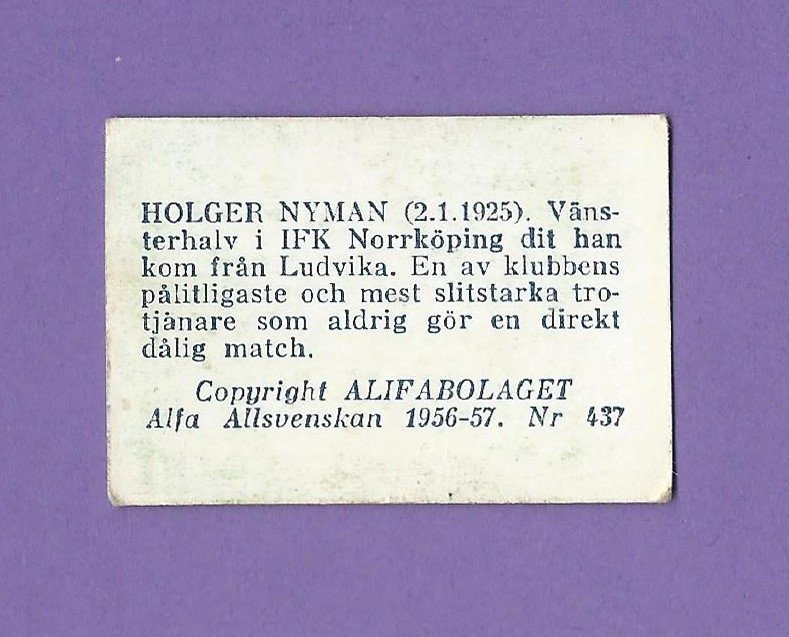 HOLGER NYMAN (2.1.1925). Väns-
terhalv i IFK Norrköping dit han
kom från Ludvika. En av klubbens
pålitligaste och mest slitstarka tro-
tjänare som aldrig gör en direkt
dålig match.
Copyright ALIFABOLAGET
Alfa Allsvenskan 1956-57. Nr 437